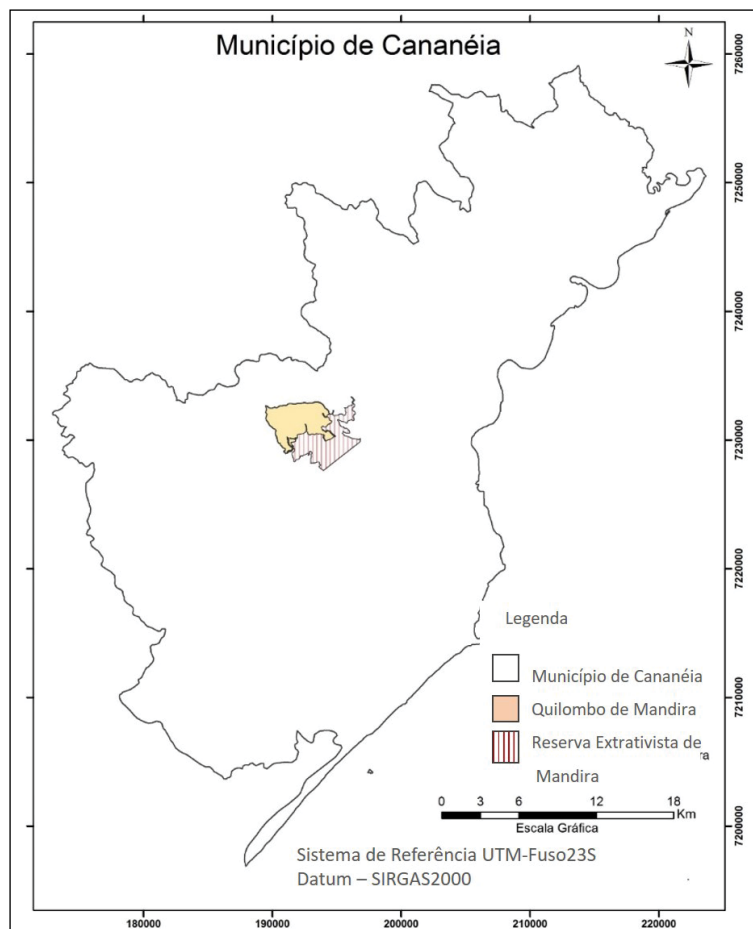 Município de Cananéia
N
7260000
7250000
7240000
7230000
7220000
7210000
7200000
Legenda
Município de Cananéia
Quilombo de Mandira
Reserva Extrativista de
ra
Mandira
0 3 6 12 18
Km
Escala Gráfica
Sistema de Referência UTM-Fuso23S
Datum – SIRGAS2000
180000 190000 200000 210000 220000